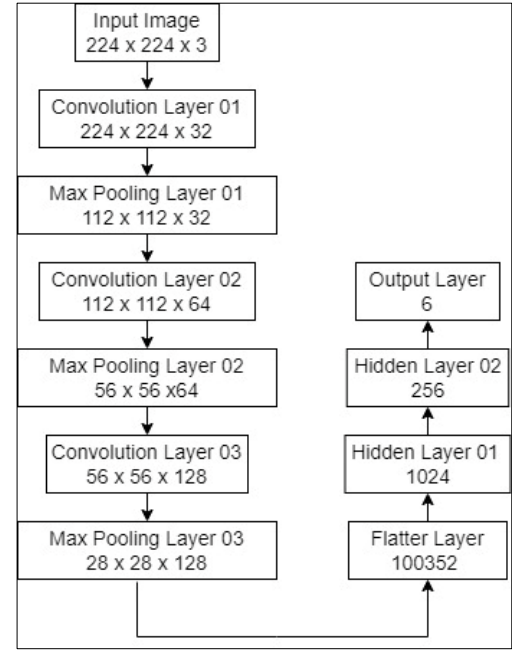 Input Image
224 x 224 x 3
Convolution Layer 01
224 x 224 x 32
Max Pooling Layer 01
112 x 112 x 32
Convolution Layer 02
112 x 112 x 64
Max Pooling Layer 02
56 x 56 x64
Convolution Layer 03
56 x 56 x 128
Max Pooling Layer 03
28 x 28 x 128
Flatter Layer
100352
Hidden Layer 01
1024
Hidden Layer 02
256
Output Layer
6